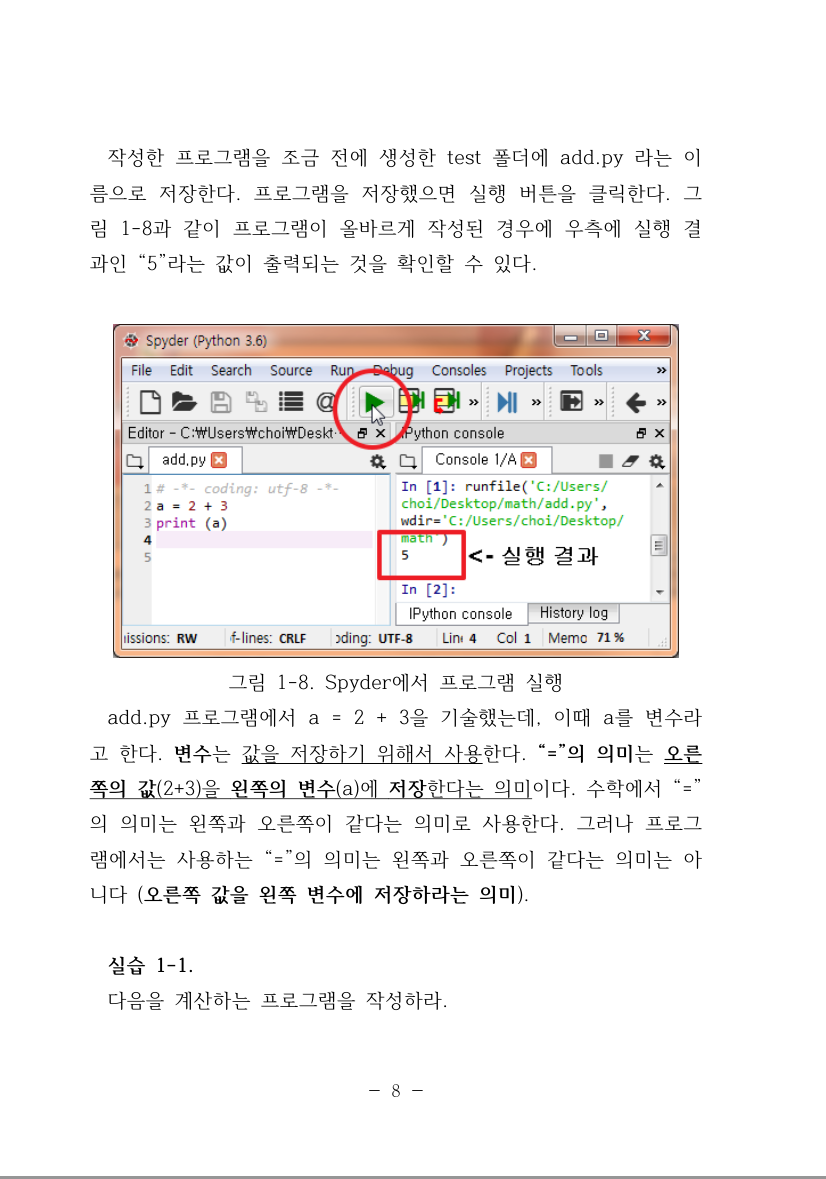 작성한 프로그램을 조금 전에 생성한 test 폴더에 add.py 라는 이
름으로 저장한다. 프로그램을 저장했으면 실행 버튼을 클릭한다. 그
림 1-8과 같이 프로그램이 올바르게 작성된 경우에 우측에 실행 결
과인 “5”라는 값이 출력되는 것을 확인할 수 있다.
Spyder (Python 3.6)
File Edit Search Source Run Debug Consoles Projects Tools »
@ » » »  »
Editor - C:₩Users₩choi₩Deskt···
IPython console
add.py
Console 1/A
1 # -*- coding: utf-8 -*-
2 a = 2 + 3
3 print (a)
4
5
In [1]: runfile('C:/Users/
choi/Desktop/math/add.py',
wdir='C:/Users/choi/Desktop/
math')
5
<- 실행 결과
In [2]:
IPython console History log
issions: RW f-lines: CRLF oding: UTF-8 Line 4 Col 1 Memo 71 %
그림 1-8. Spyder에서 프로그램 실행
add.py 프로그램에서 a = 2 + 3을 기술했는데, 이때 a를 변수라
고 한다. 변수는 값을 저장하기 위해서 사용한다. “=”의 의미는 오른
쪽의 값(2+3)을 왼쪽의 변수(a)에 저장한다는 의미이다. 수학에서 “=”
의 의미는 왼쪽과 오른쪽이 같다는 의미로 사용한다. 그러나 프로그
램에서는 사용하는 “=”의 의미는 왼쪽과 오른쪽이 같다는 의미는 아
니다 (오른쪽 값을 왼쪽 변수에 저장하라는 의미).
실습 1-1.
다음을 계산하는 프로그램을 작성하라.
- 8 -